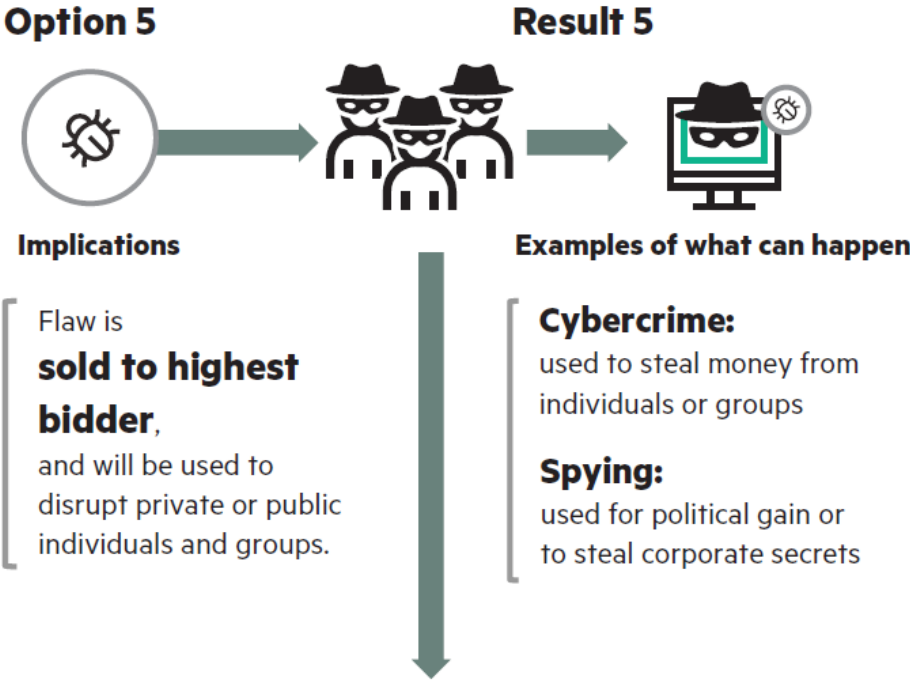 Option 5
Result 5
Implications
Examples of what can happen
Flaw is
sold to highest
bidder,
and will be used to
disrupt private or public
individuals and groups.
Cybercrime:
used to steal money from
individuals or groups
Spying:
used for political gain or
to steal corporate secrets